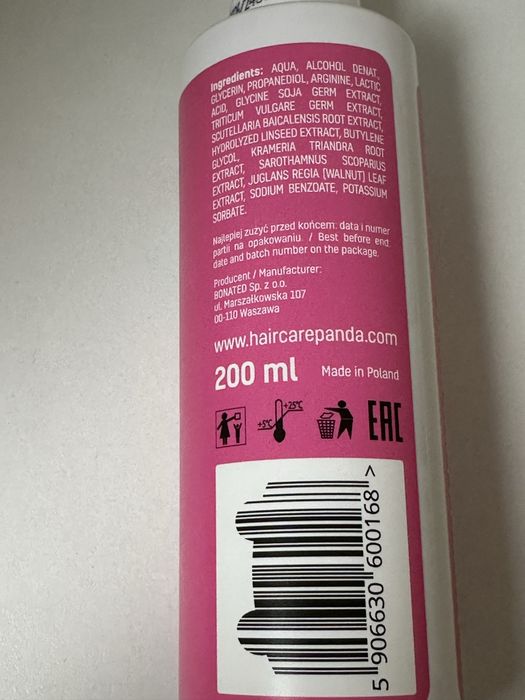 Ingredients: AQUA, ALCOHOL DENAT,
GLYCERIN, PROPANEDIOL, ARGININE, LACTIC
ACID, GLYCINE SOJA GERM EXTRACT,
TRITICUM VULGARE GERM EXTRACT,
SCUTELLARIA BAICALENSIS ROOT EXTRACT,
HYDROLYZED LINSEED EXTRACT, BUTYLENE
GLYCOL, KRAMERIA TRIANDRA ROOT
EXTRACT, SAROTHAMNUS SCOPARIUS
EXTRACT, JUGLANS REGIA (WALNUT) LEAF
EXTRACT, SODIUM BENZOATE, POTASSIUM
SORBATE.
Najlepiej zużyć przed końcem: data i numer
partii na opakowaniu. / Best before end:
date and batch number on the package.
Producent / Manufacturer:
BONATED Sp. z o.o.
ul. Marszałkowska 107
00-110 Waszawa
www.haircarepanda.com
200 ml Made in Poland
+5°C +25°C EAC
5 906630 600168 >